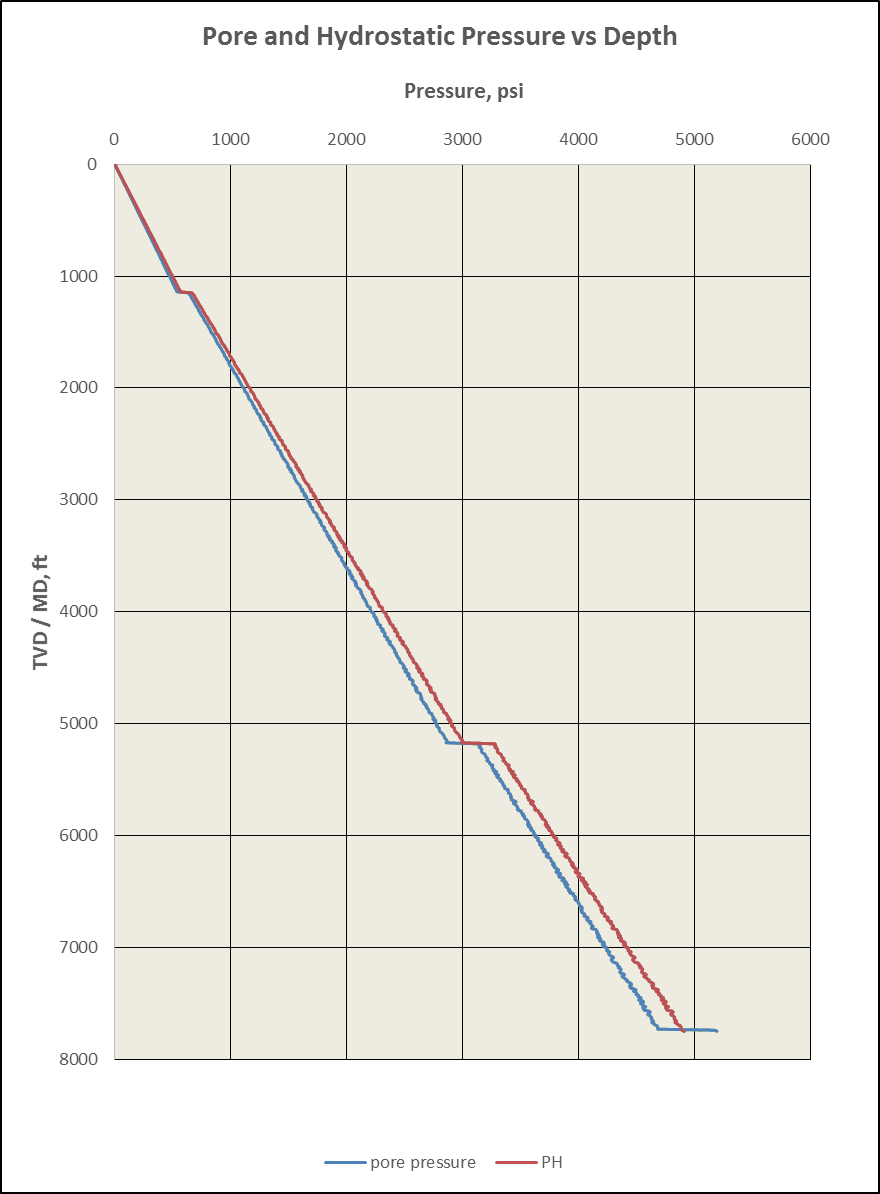 Pore and Hydrostatic Pressure vs Depth
Pressure, psi
0 1000 2000 3000 4000 5000 6000
0
1000
2000
3000
4000
5000
6000
7000
8000
TVD / MD, ft
pore pressure PH